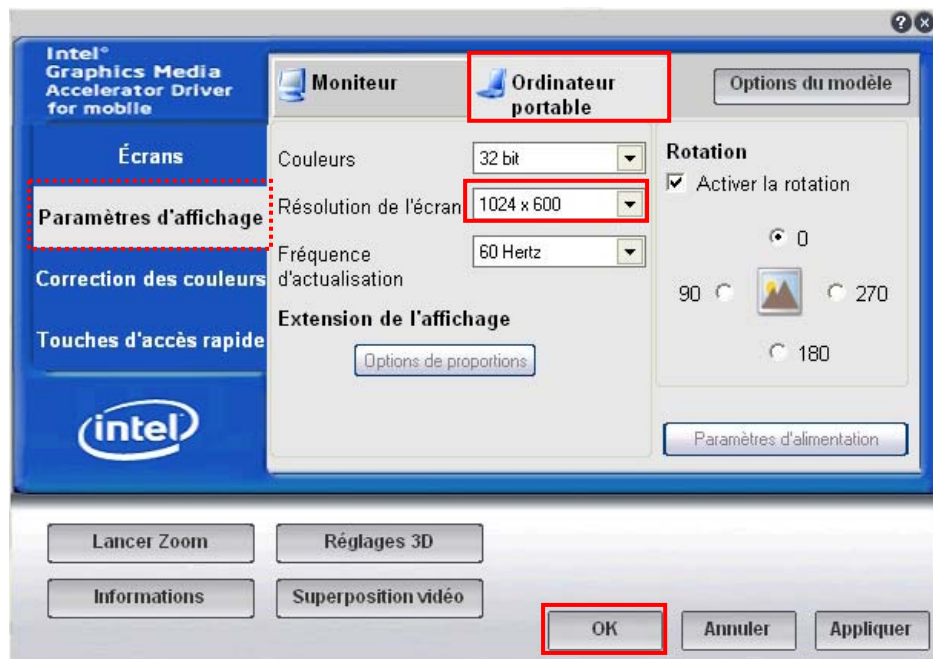 Intel®
Graphics Media
Accelerator Driver
for mobile
Moniteur
Ordinateur
portable
Options du modèle
Écrans
Paramètres d'affichage
Correction des couleurs
Touches d'accès rapide
intel
Couleurs
32 bit
Résolution de l'écran
1024 x 600
Fréquence
d'actualisation
60 Hertz
Extension de l'affichage
Options de proportions
Rotation
Activer la rotation
0
90
270
180
Paramètres d'alimentation
Lancer Zoom
Réglages 3D
Informations
Superposition vidéo
OK
Annuler
Appliquer